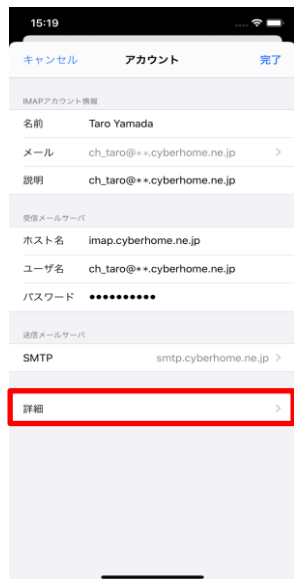 15:19
キャンセル アカウント 完了
IMAPアカウント情報
名前 Taro Yamada
メール ch_taro@**.cyberhome.ne.jp
説明 ch_taro@**.cyberhome.ne.jp
受信メールサーバ
ホスト名 imap.cyberhome.ne.jp
ユーザ名 ch_taro@**.cyberhome.ne.jp
パスワード ●●●●●●●●●●
送信メールサーバ
SMTP smtp.cyberhome.ne.jp
詳細